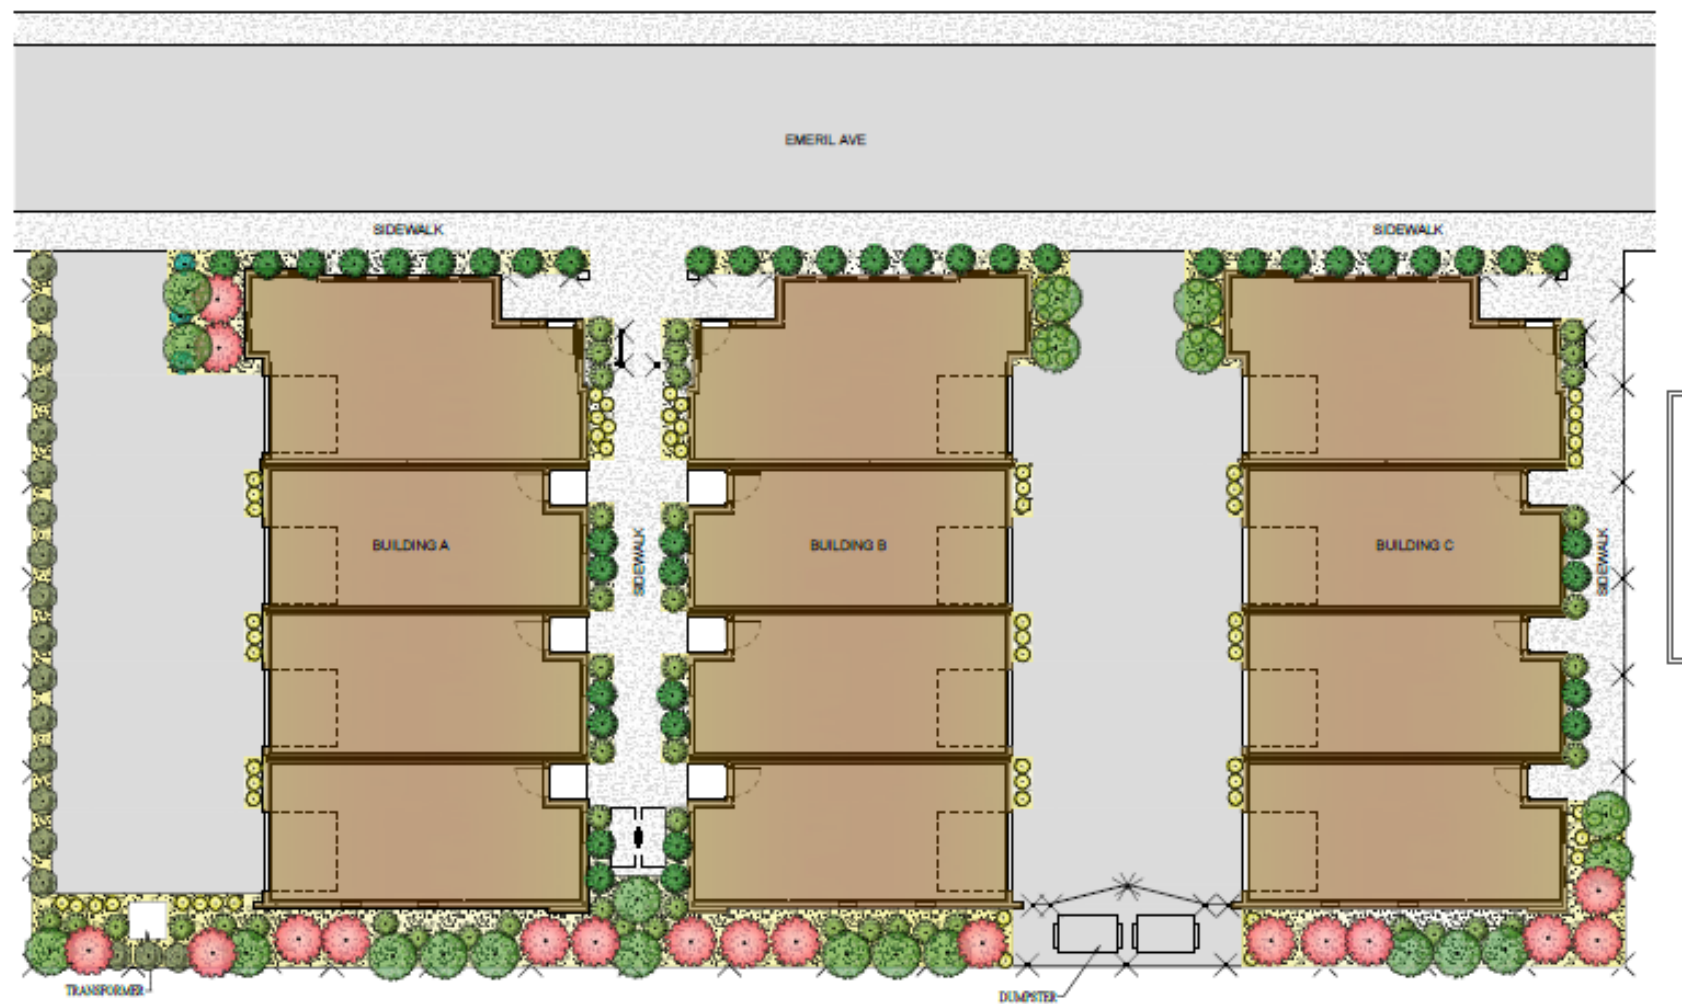 EMERIL AVE
SIDEWALK
SIDEWALK
BUILDING A
SIDEWALK
BUILDING B
BUILDING C
SIDEWALK
TRANSFORMER
DUMPSTER